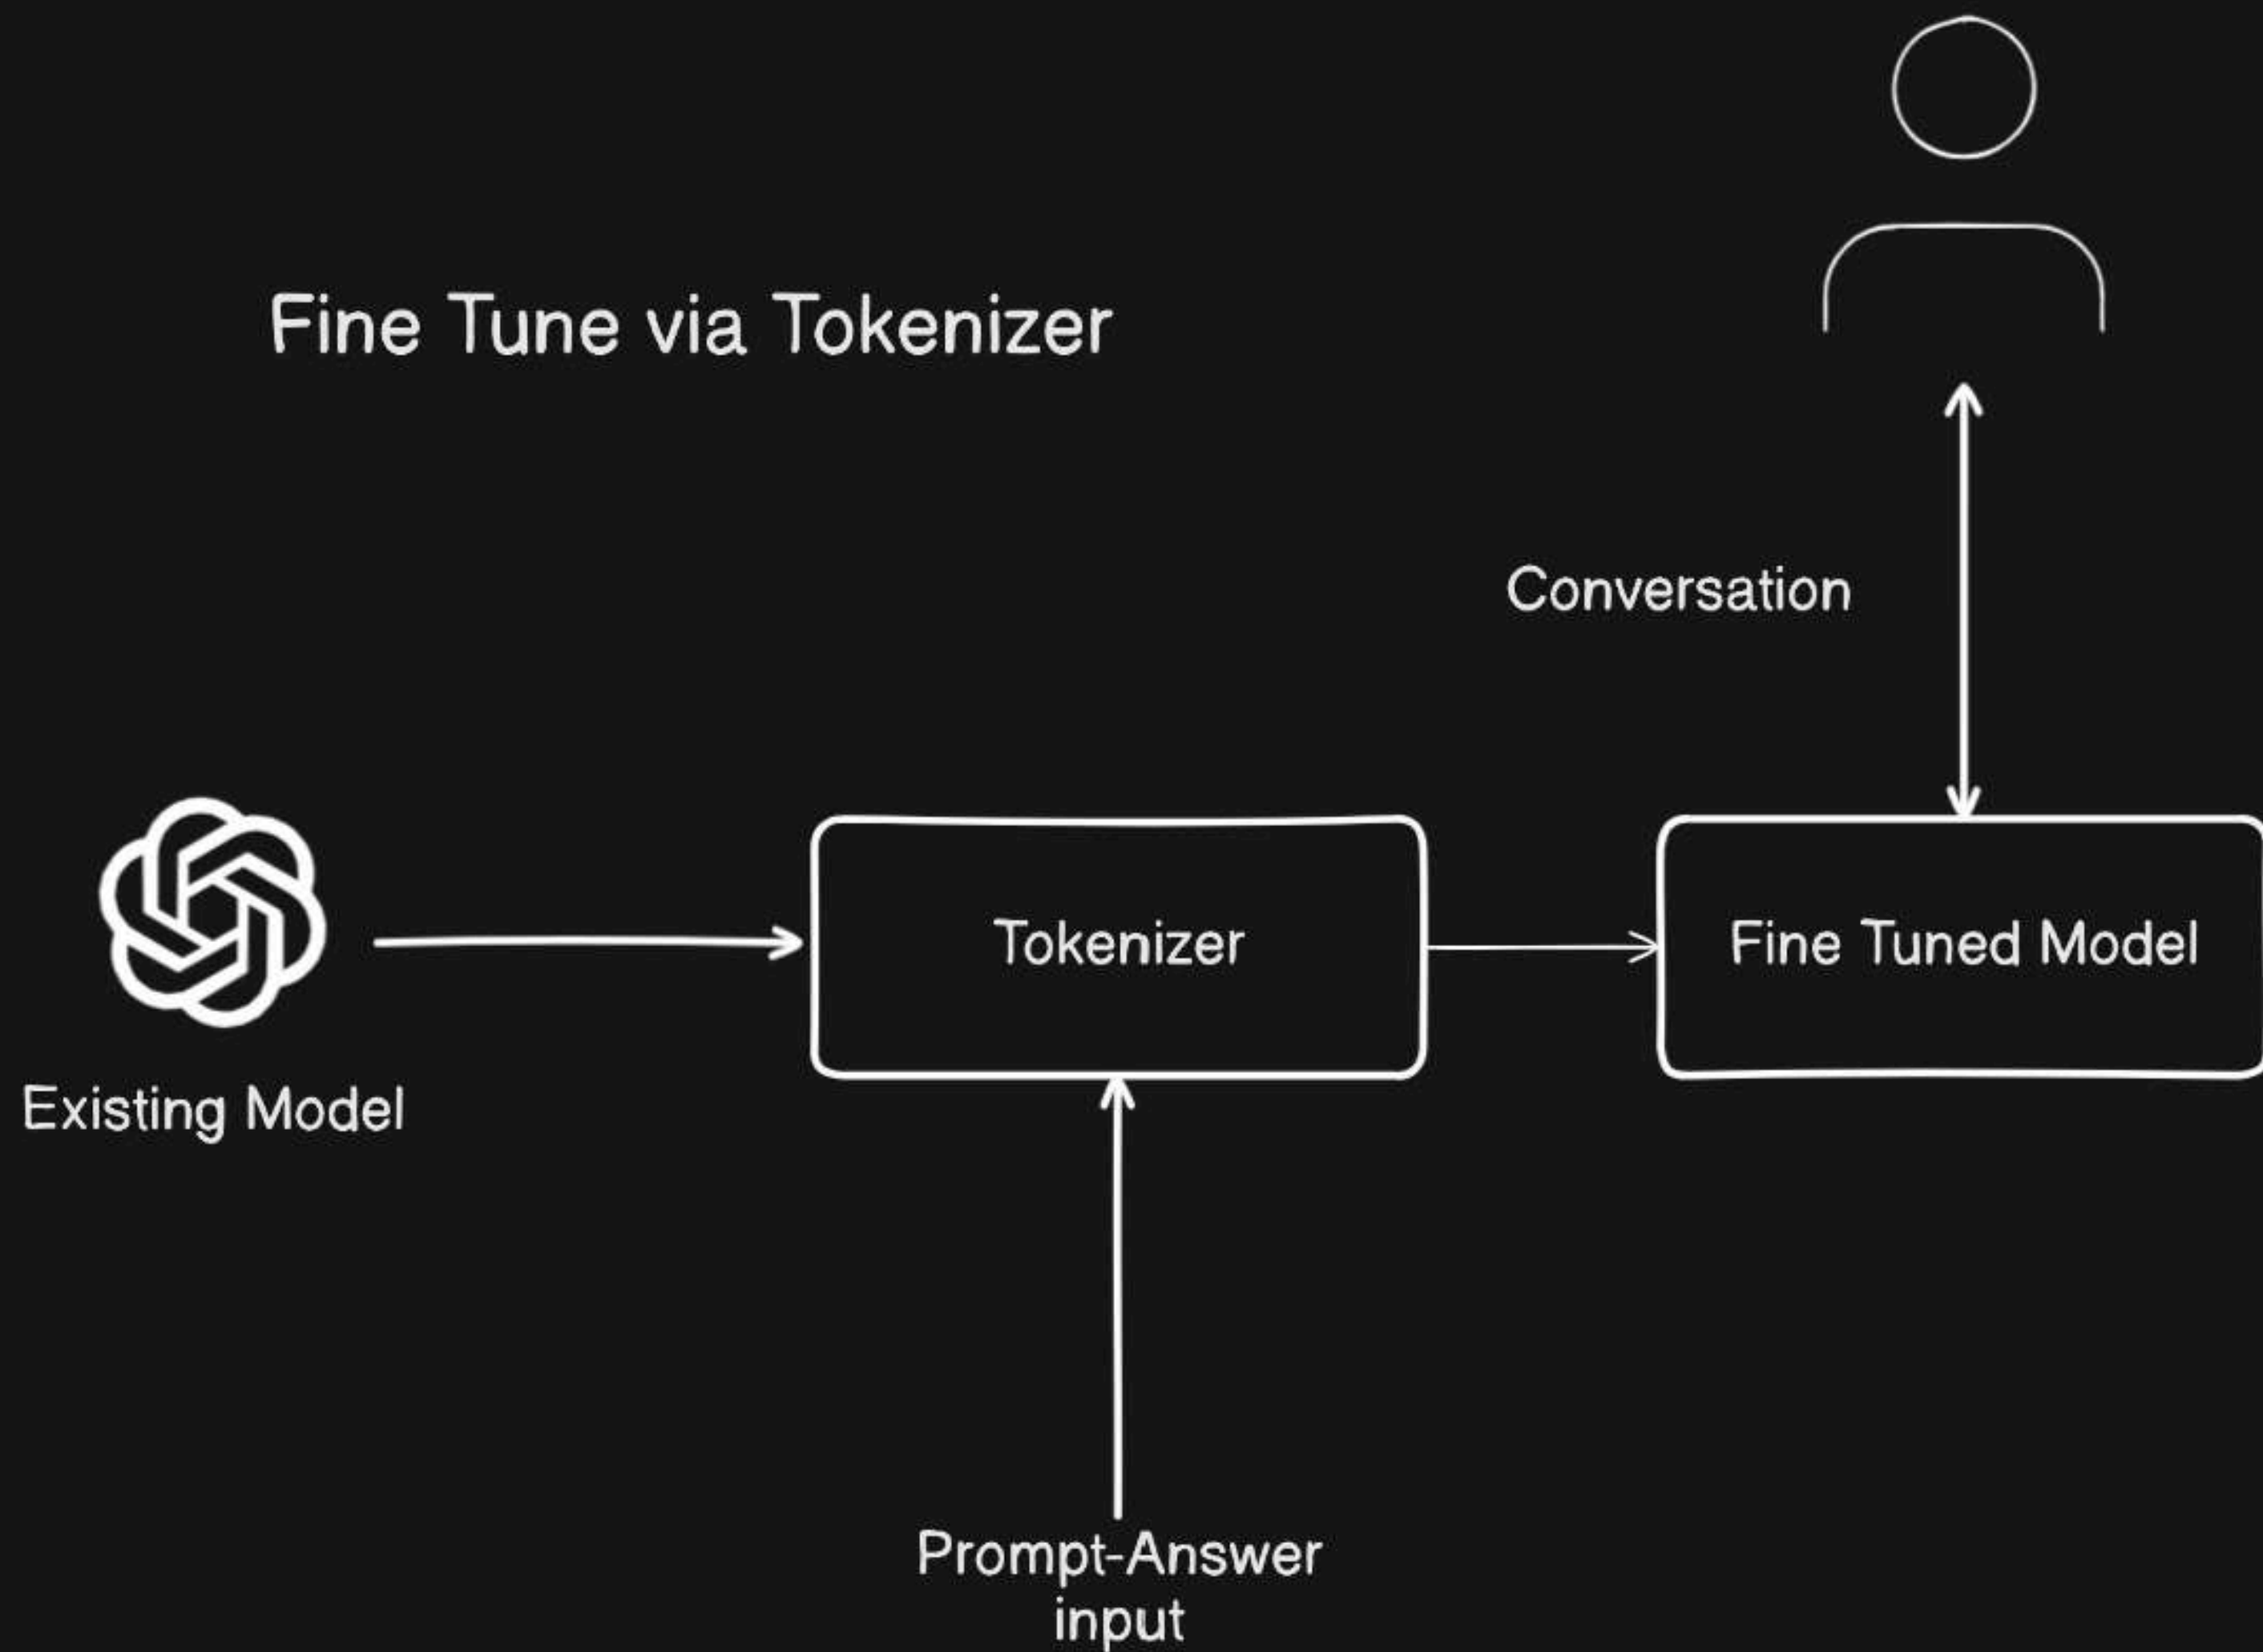 Fine Tune via Tokenizer
Conversation
Tokenizer
Fine Tuned Model
Existing Model
Prompt-Answer
input